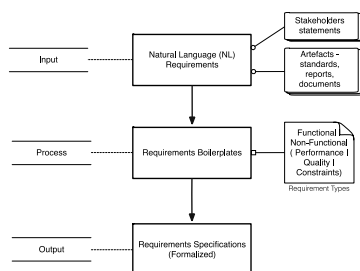 Stakeholders
statements
Natural Language (NL)
Requirements
Input
Artefacts -
standards,
reports,
documents
Functional |
Non-Functional
( Performance |
Quality |
Constraints)
Process
Requirements Boilerplates
Requirement Types
Output
Requirements Specifications
(Formalized)